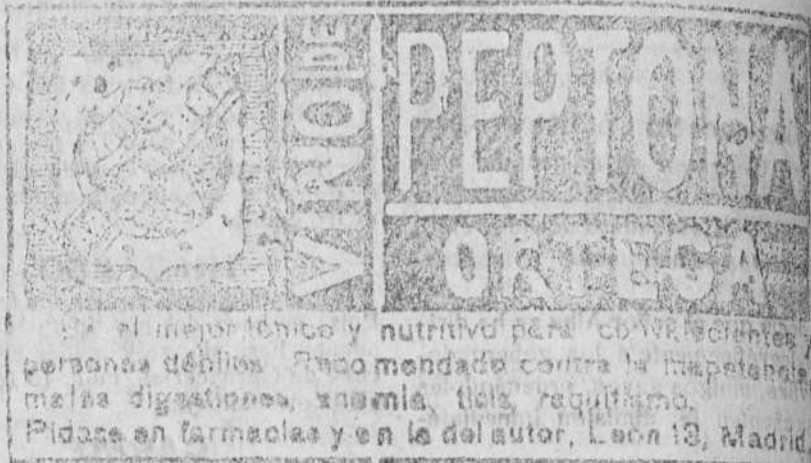 VINO DE
PEPTONA
ORTEGA
Es el mejor tónico y nutritivo para convalecientes y
personas débiles. Recomendado contra la inapetencia,
malas digestiones, anemia, tisis, raquitismo.
Pídase en farmacias y en la del autor, León 13, Madrid